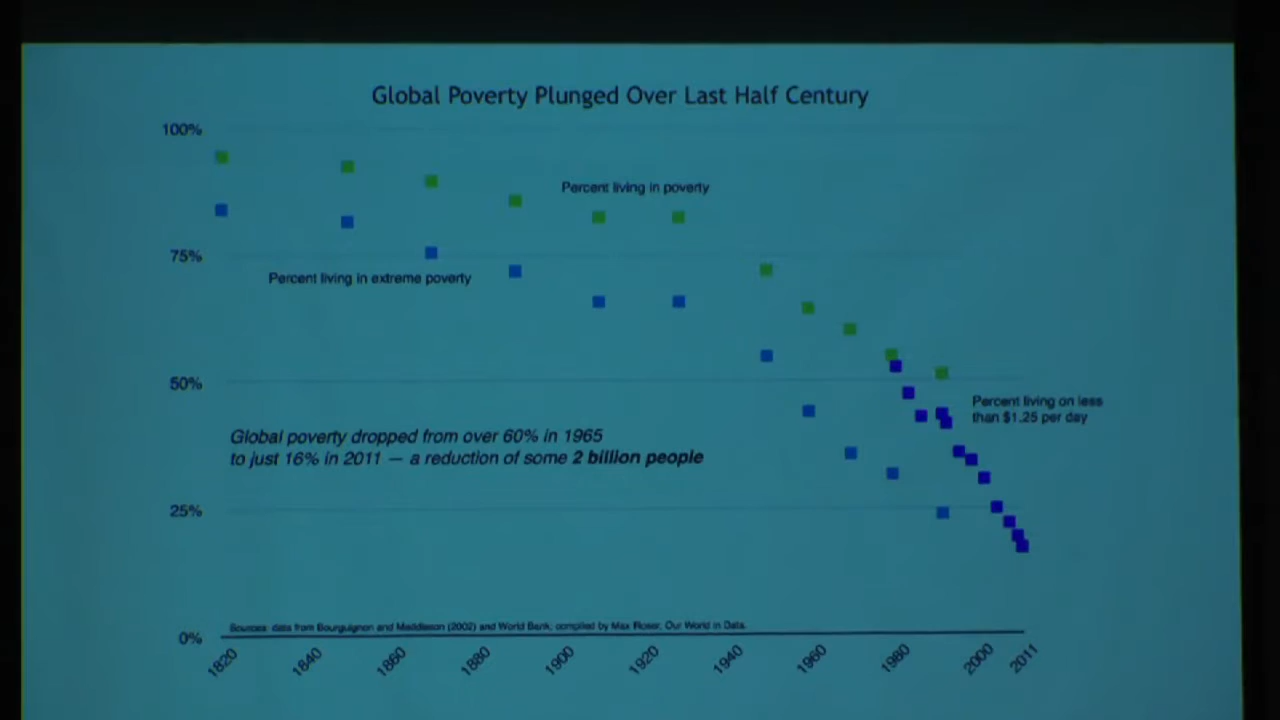 Global Poverty Plunged Over Last Half Century
100%
Percent living in poverty
75%
Percent living in extreme poverty
50%
Percent living on less
than $1.25 per day
Global poverty dropped from over 60% in 1965
to just 16% in 2011 — a reduction of some 2 billion people
25%
Sources: data from Bourguignon and Maddison (2002) and World Bank; compiled by Max Roser, Our World in Data.
0%
1820 1840 1860 1880 1900 1920 1940 1960 1980 2000 2011